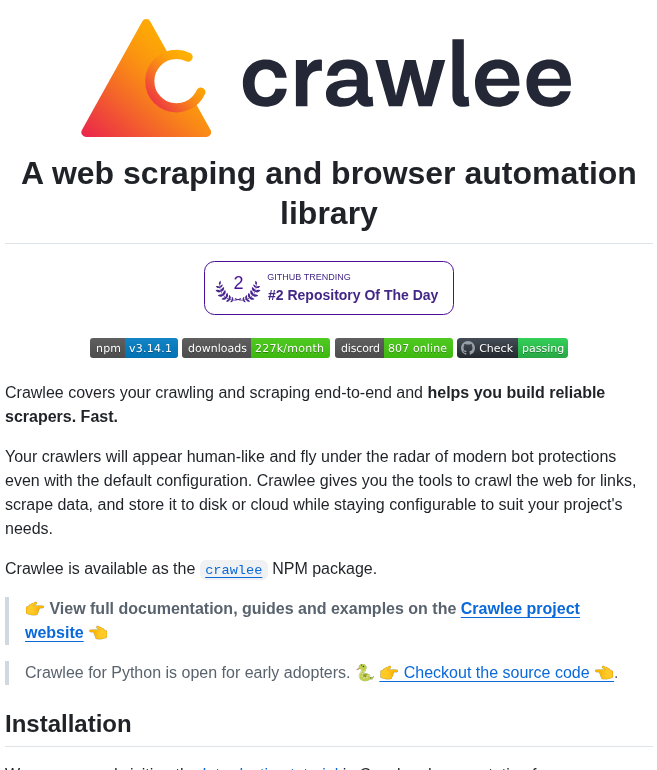 crawlee
A web scraping and browser automation
library
2
GITHUB TRENDING
#2 Repository Of The Day
npm v3.14.1 downloads 227k/month discord 807 online Check passing
Crawlee covers your crawling and scraping end-to-end and helps you build reliable
scrapers. Fast.
Your crawlers will appear human-like and fly under the radar of modern bot protections
even with the default configuration. Crawlee gives you the tools to crawl the web for links,
scrape data, and store it to disk or cloud while staying configurable to suit your project's
needs.
Crawlee is available as the crawlee NPM package.
👉 View full documentation, guides and examples on the Crawlee project
website 👈
Crawlee for Python is open for early adopters. 🐍 👉 Checkout the source code 👈.
Installation